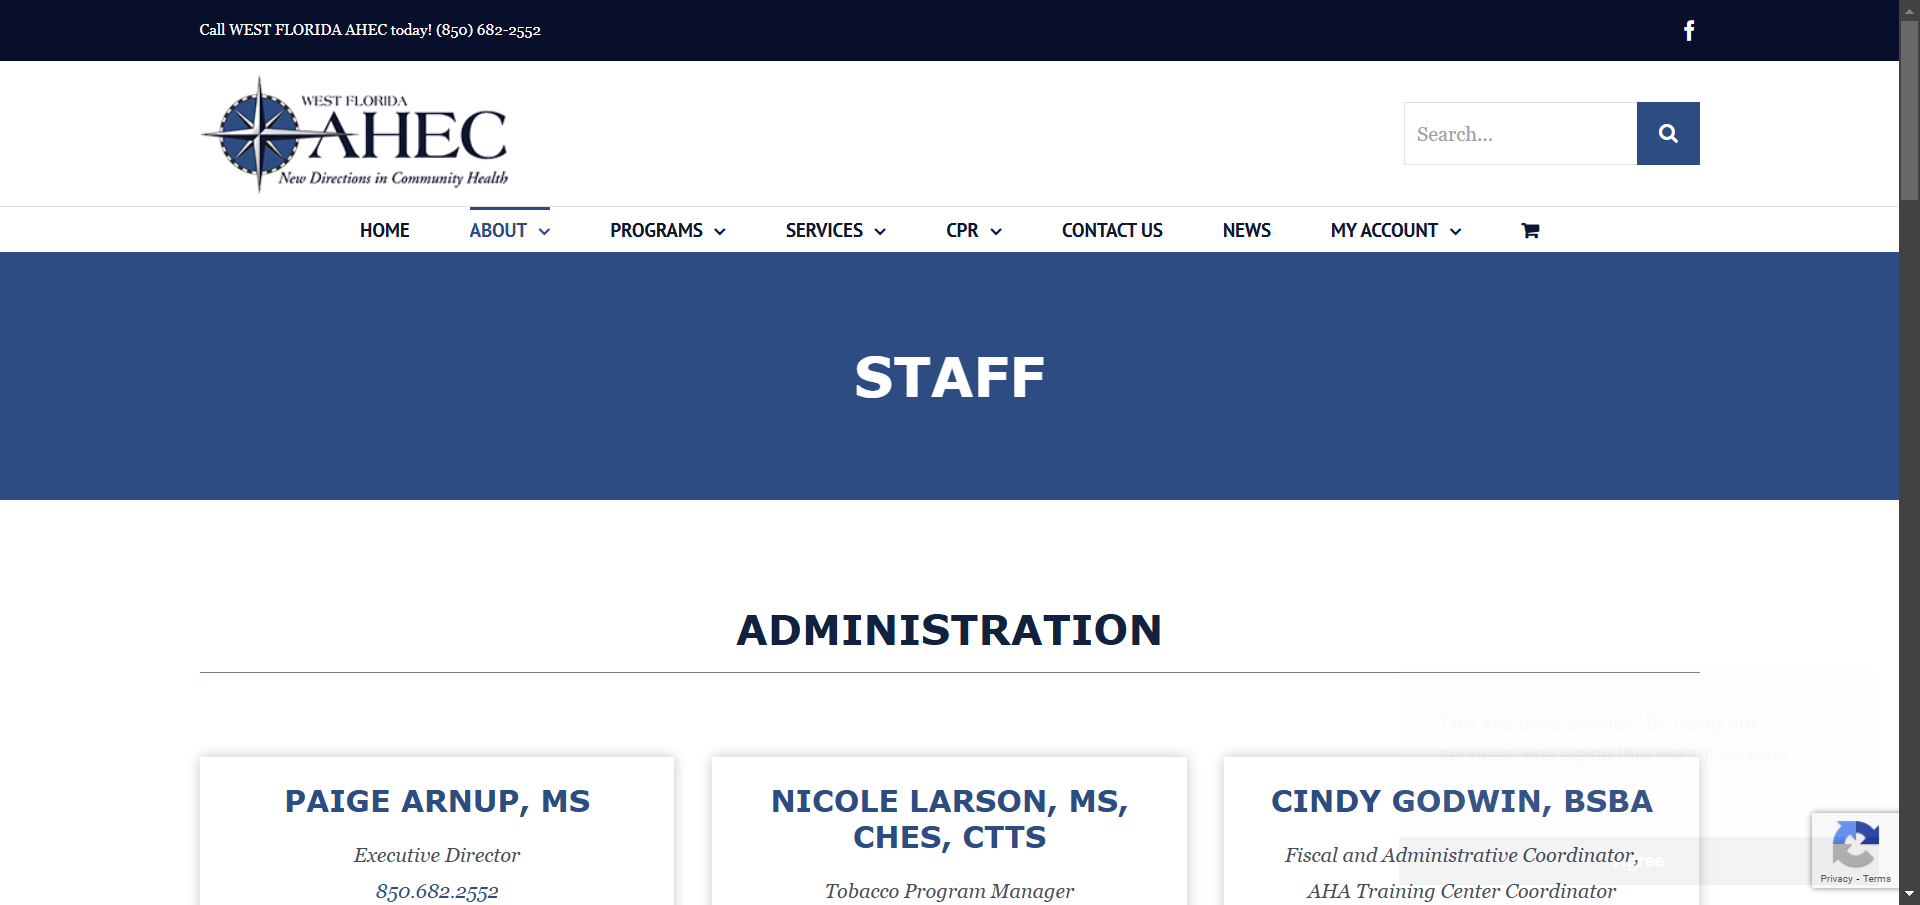 Call WEST FLORIDA AHEC today! (850) 682-2552
WEST FLORIDA
AHEC
New Directions in Community Health
Search...
HOME
ABOUT
PROGRAMS
SERVICES
CPR
CONTACT US
NEWS
MY ACCOUNT
STAFF
ADMINISTRATION
This site uses cookies. By using our
services, you agree that we set cookies.
PAIGE ARNUP, MS
Executive Director
850.682.2552
NICOLE LARSON, MS,
CHES, CTTS
Tobacco Program Manager
CINDY GODWIN, BSBA
Fiscal and Administrative Coordinator,
AHA Training Center Coordinator
Privacy - Terms